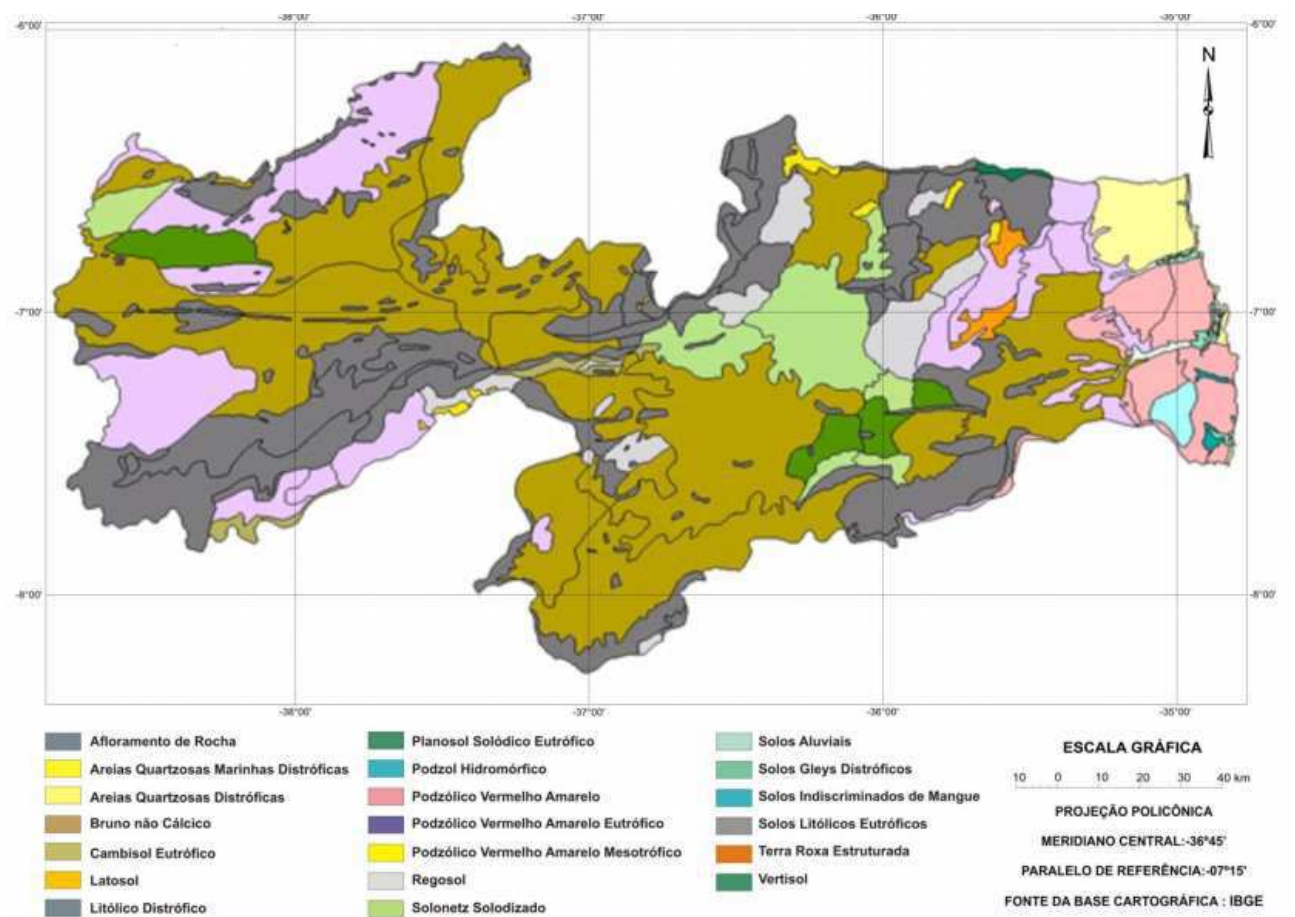 -38°00'
-37°00'
-36°00'
-35°00'
-6°00'
-6°00'
N
-7°00'
-7°00'
-8°00'
-8°00'
-38°00'
-37°00'
-36°00'
-35°00'
Afloramento de Rocha
Areias Quartzosas Marinhas Distróficas
Areias Quartzosas Distróficas
Bruno não Cálcico
Cambisol Eutrófico
Latosol
Litólico Distrófico
Planosol Solódico Eutrófico
Podzol Hidromórfico
Podzólico Vermelho Amarelo
Podzólico Vermelho Amarelo Eutrófico
Podzólico Vermelho Amarelo Mesotrófico
Regosol
Solonetz Solodizado
Solos Aluviais
Solos Gleys Distróficos
Solos Indiscriminados de Mangue
Solos Litólicos Eutróficos
Terra Roxa Estruturada
Vertisol
ESCALA GRÁFICA
10 0 10 20 30 40 km
PROJEÇÃO POLICÔNICA
MERIDIANO CENTRAL:-36º45'
PARALELO DE REFERÊNCIA:-07º15'
FONTE DA BASE CARTOGRÁFICA : IBGE